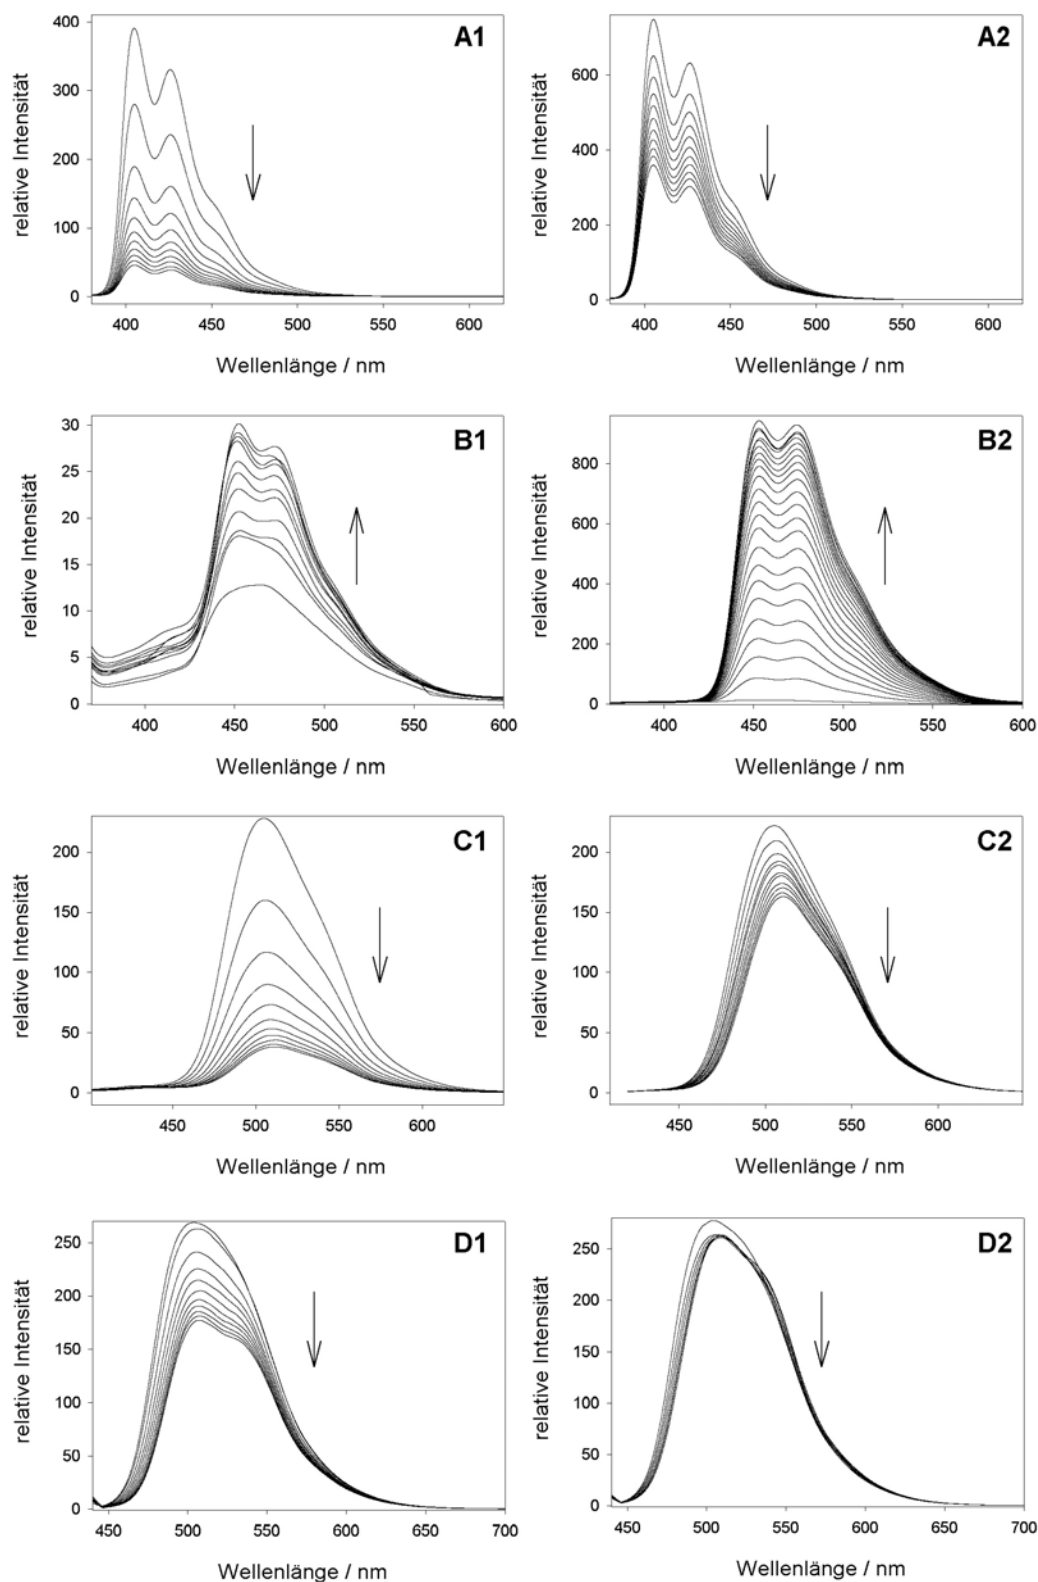 A1
relative Intensität
400
300
200
100
0
400 450 500 550 600
Wellenlänge / nm
A2
relative Intensität
600
400
200
0
400 450 500 550 600
Wellenlänge / nm
B1
relative Intensität
30
25
20
15
10
5
0
400 450 500 550 600
Wellenlänge / nm
B2
relative Intensität
800
600
400
200
0
400 450 500 550 600
Wellenlänge / nm
C1
relative Intensität
200
150
100
50
0
450 500 550 600
Wellenlänge / nm
C2
relative Intensität
200
150
100
50
0
450 500 550 600
Wellenlänge / nm
D1
relative Intensität
250
200
150
100
50
0
450 500 550 600 650 700
Wellenlänge / nm
D2
relative Intensität
250
200
150
100
50
0
450 500 550 600 650 700
Wellenlänge / nm